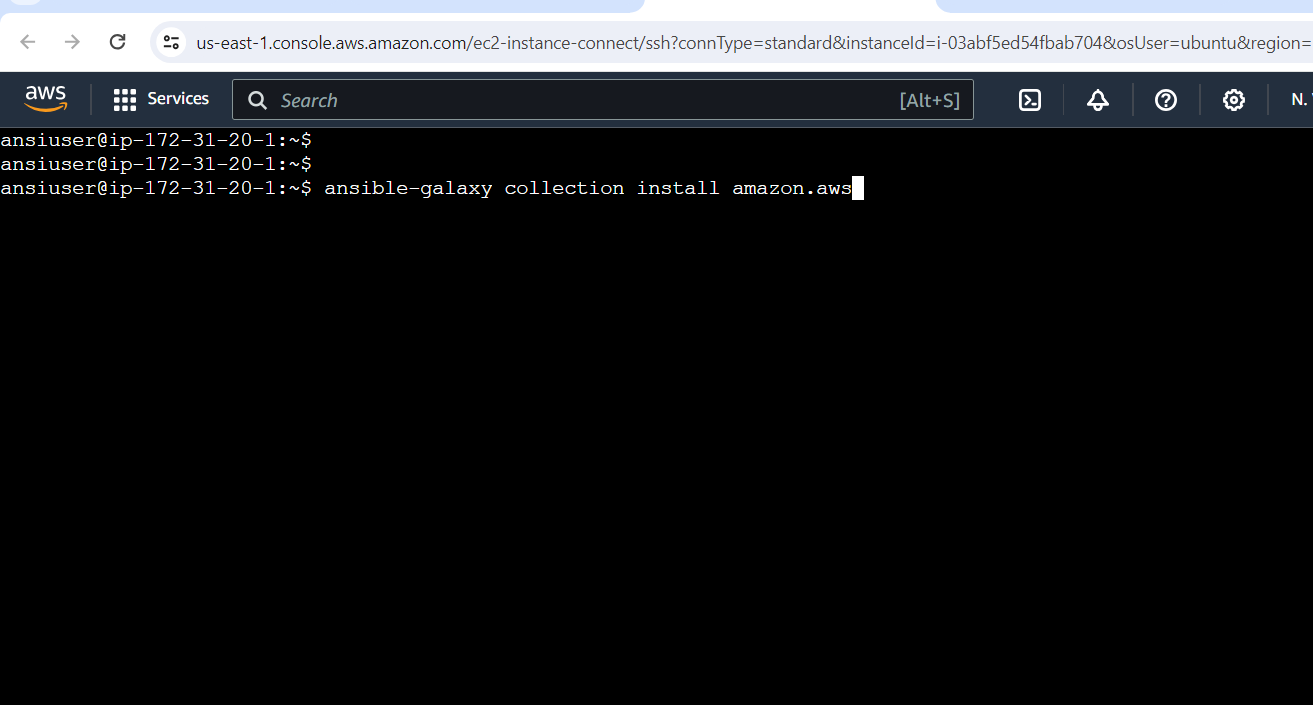 us-east-1.console.aws.amazon.com/ec2-instance-connect/ssh?connType=standard&instanceId=i-03abf5ed54fbab704&osUser=ubuntu&region=
aws Services Search [Alt+S] N.
ansiuser@ip-172-31-20-1:~$
ansiuser@ip-172-31-20-1:~$
ansiuser@ip-172-31-20-1:~$ ansible-galaxy collection install amazon.aws